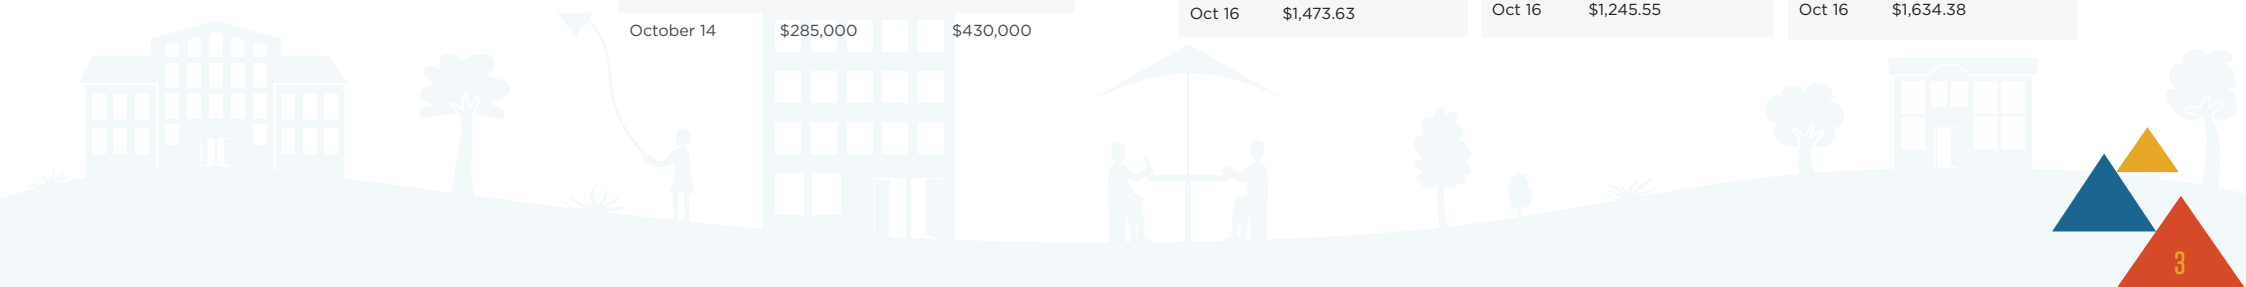 October 14 $285,000 $430,000
Oct 16 $1,473.63
Oct 16 $1,245.55
Oct 16 $1,634.38
3